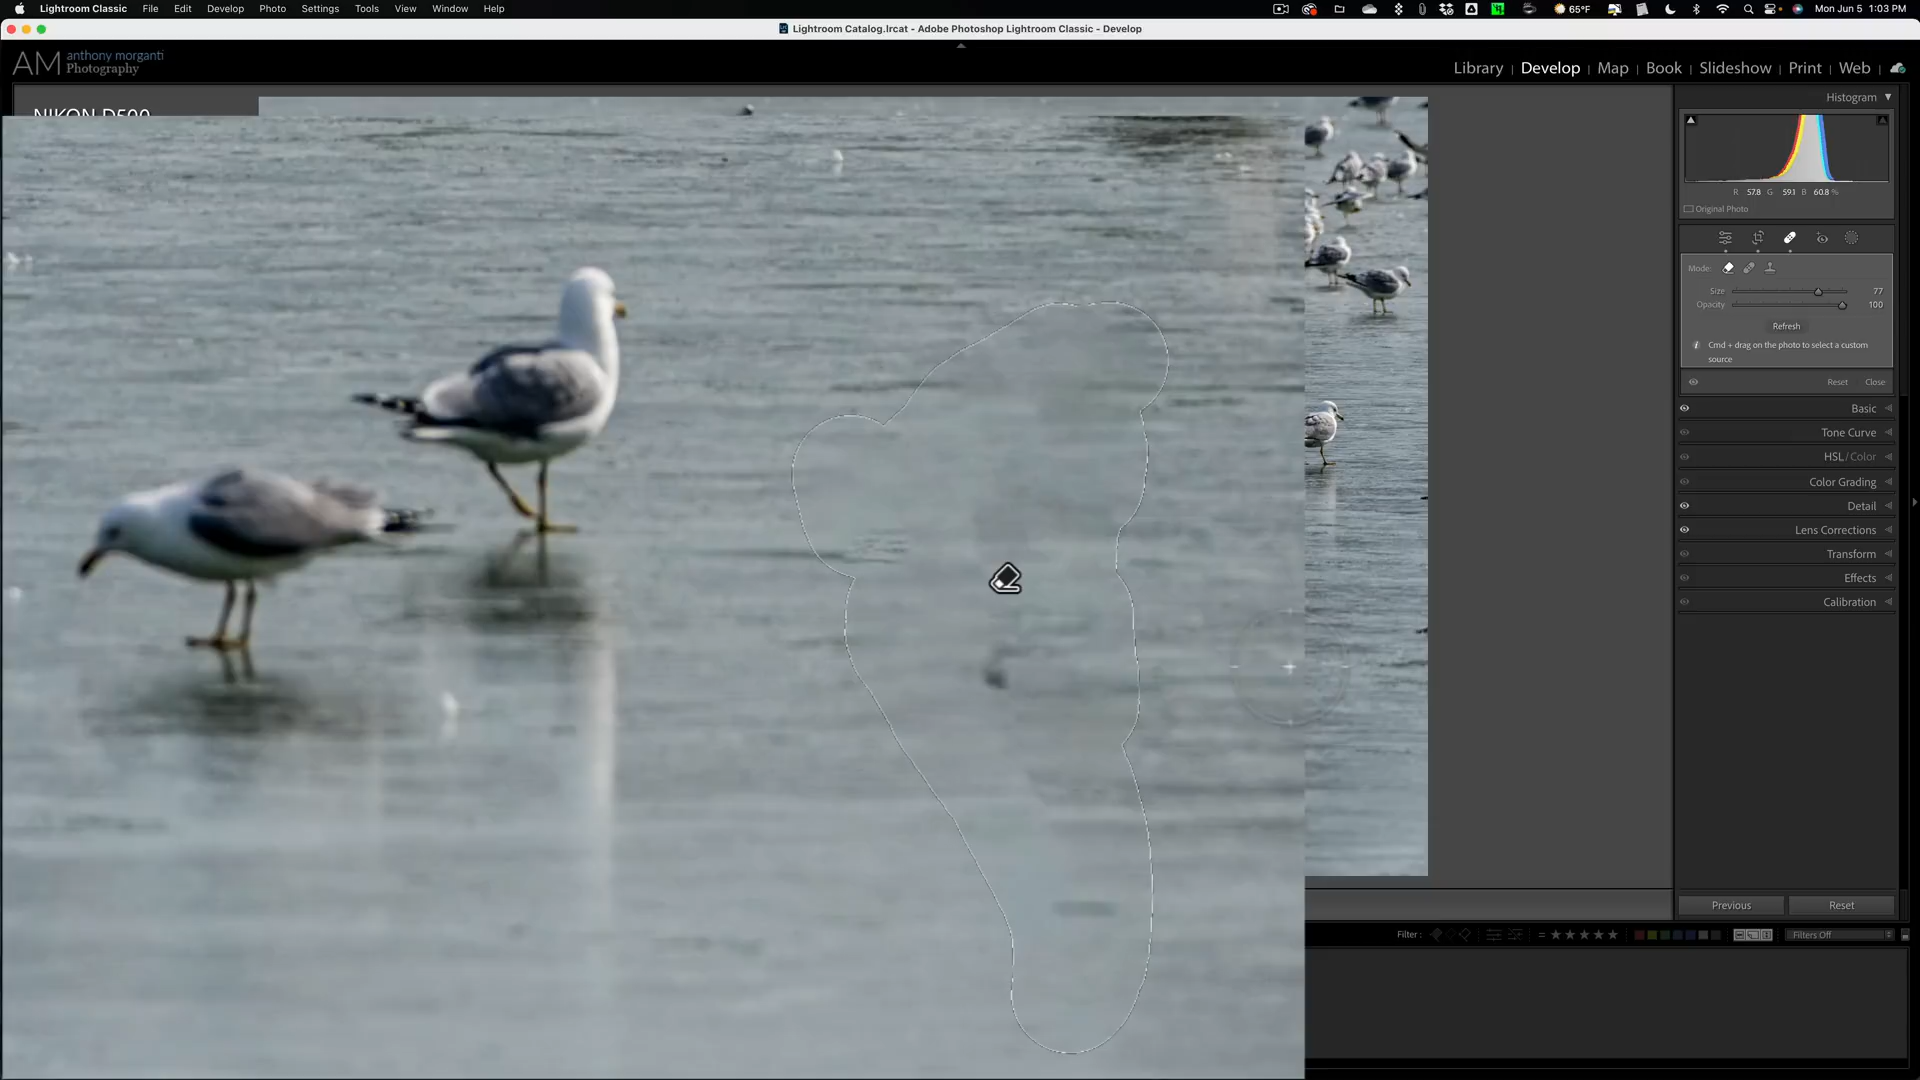 Lightroom Classic File Edit Develop Photo Settings Tools View Window Help 65°F Mon Jun 5 1:03 PM
Lightroom Catalog.lrcat - Adobe Photoshop Lightroom Classic - Develop
AM anthony morganti
Photography
Library | Develop | Map | Book | Slideshow | Print | Web
NIKON D500
Histogram
R 57.8 G 59.1 B 60.8 %
Original Photo
Mode:
Size 77
Opacity 100
Refresh
Cmd + drag on the photo to select a custom
source
Reset Close
Basic
Tone Curve
HSL / Color
Color Grading
Detail
Lens Corrections
Transform
Effects
Calibration
Previous Reset
Filter : Filters Off